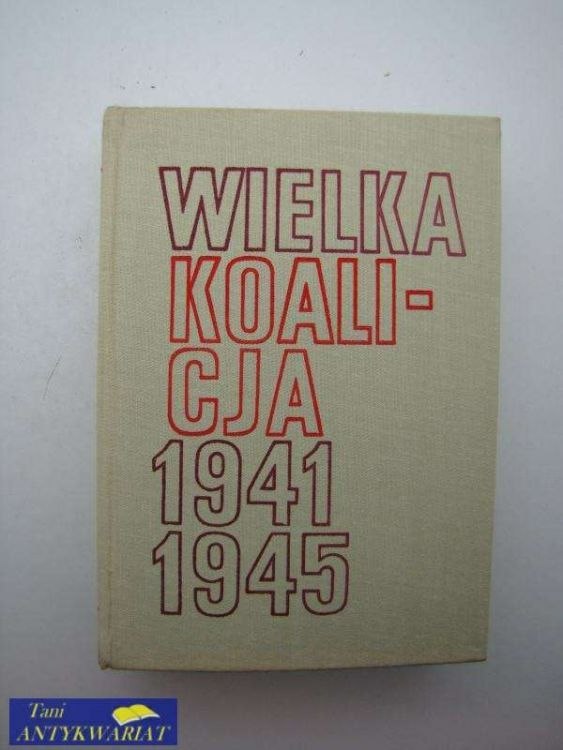 WIELKA
KOALI-
CJA
1941
1945
Tani
ANTYKWARIAT